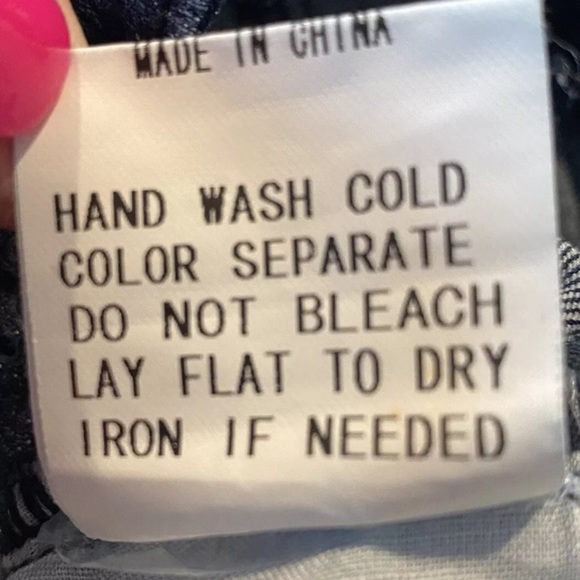 MADE IN CHINA
HAND WASH COLD
COLOR SEPARATE
DO NOT BLEACH
LAY FLAT TO DRY
IRON IF NEEDED